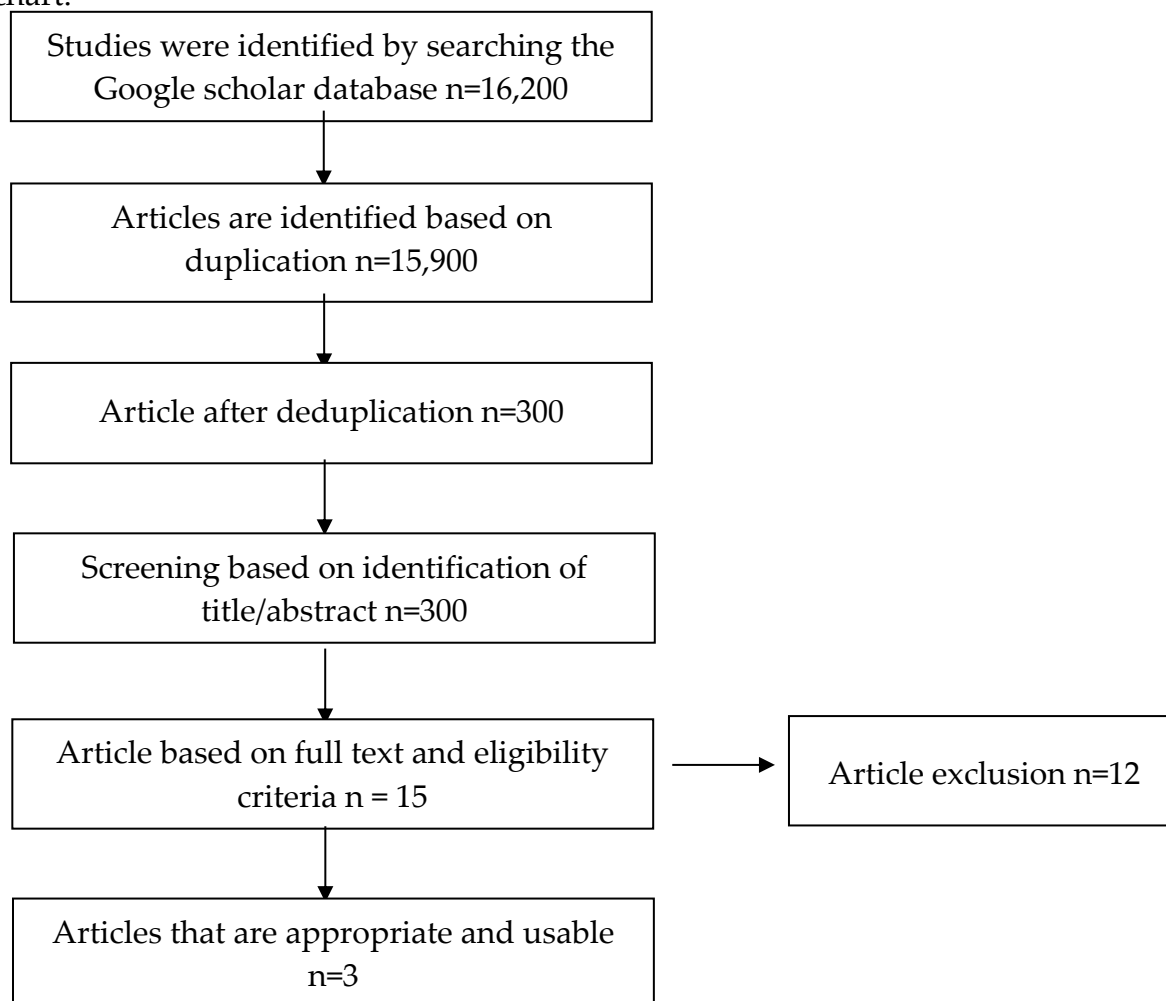 chart.
Studies were identified by searching the
Google scholar database n=16,200
Articles are identified based on
duplication n=15,900
Article after deduplication n=300
Screening based on identification of
title/abstract n=300
Article based on full text and eligibility
criteria n = 15
Article exclusion n=12
Articles that are appropriate and usable
n=3